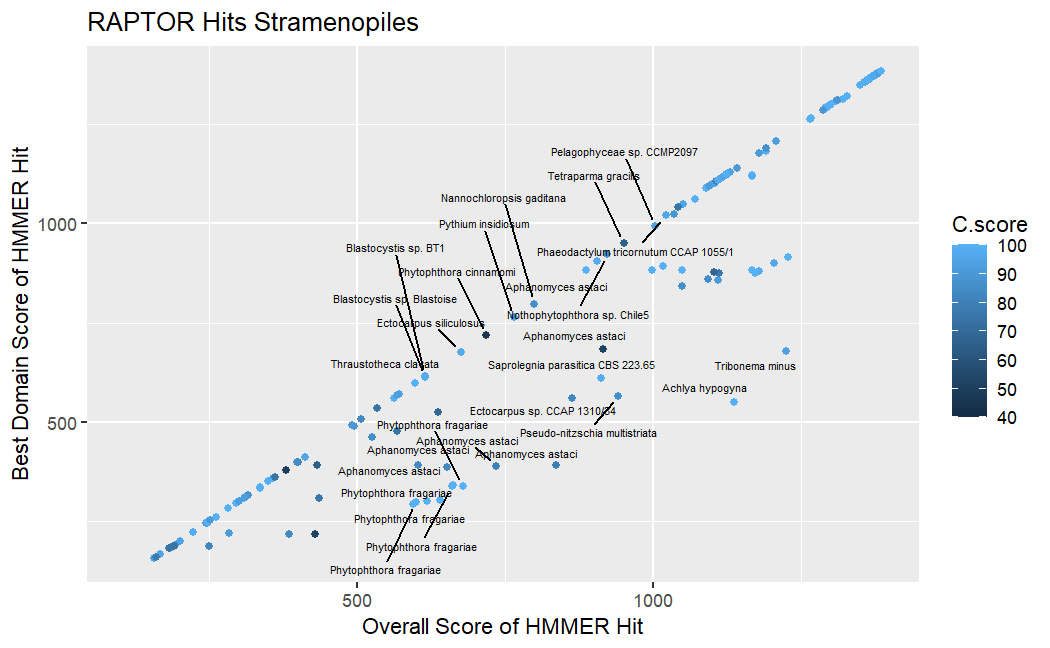 RAPTOR Hits Stramenopiles
Best Domain Score of HMMER Hit
1000
500
Pelagophyceae sp. CCMP2097
Tetraparma gracilis
Nannochloropsis gaditana
Pythium insidiosum
Blastocystis sp. BT1
Phaeodactylum tricornutum CCAP 1055/1
Phytophthora cinnamomi
Aphanomyces astaci
Blastocystis sp. Blastoise
Nothophytophthora sp. Chile5
Ectocarpus siliculosus
Aphanomyces astaci
Thraustotheca clavata
Saprolegnia parasitica CBS 223.65
Tribonema minus
Achlya hypogyna
Ectocarpus sp. CCAP 1310/34
Phytophthora fragariae
Pseudo-nitzschia multistriata
Aphanomyces astaci
Aphanomyces astaci
Aphanomyces astaci
Aphanomyces astaci
Phytophthora fragariae
Phytophthora fragariae
Phytophthora fragariae
Phytophthora fragariae
500
1000
Overall Score of HMMER Hit
C.score
100
90
80
70
60
50
40